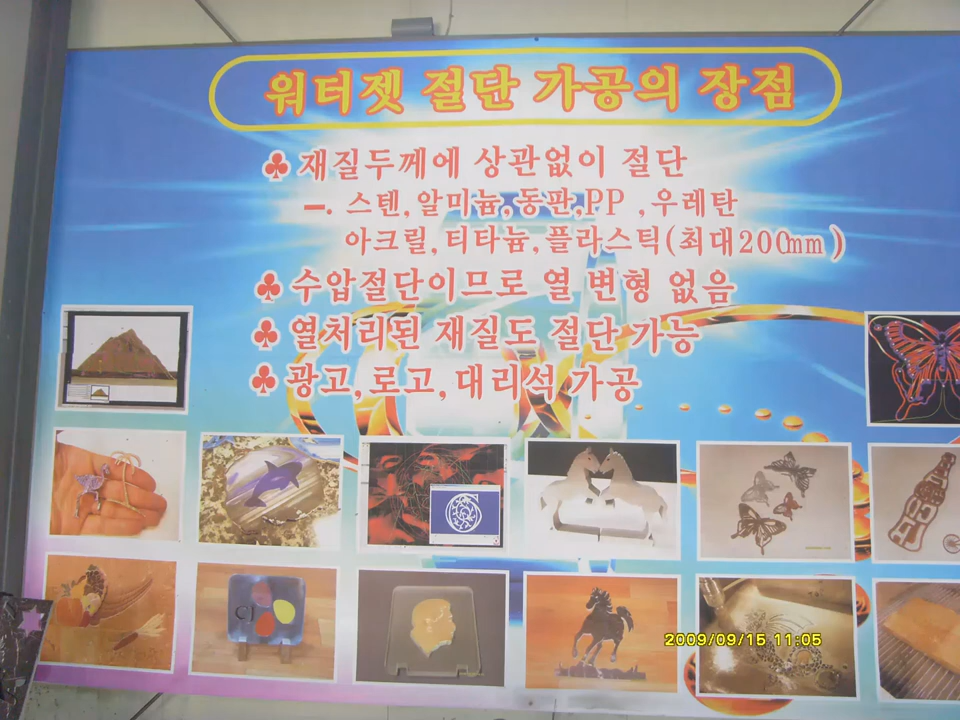 워터젯 절단 가공의 장점
♣ 재질두께에 상관없이 절단
–. 스텐,알미늄,동판,PP ,우레탄
아크릴,티타늄,플라스틱(최대200mm)
♣ 수압절단이므로 열 변형 없음
♣ 열처리된 재질도 절단 가능
♣ 광고,로고,대리석 가공
CJ
2009/09/15 11:05